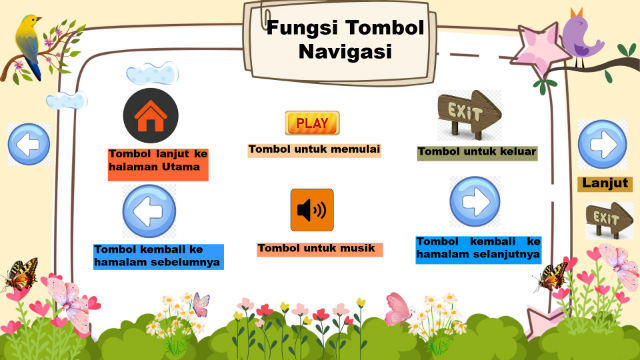 Fungsi Tombol
Navigasi
EXIT
PLAY
Tombol lanjut ke
halaman Utama
Tombol untuk memulai
Tombol untuk keluar
Lanjut
EXIT
Tombol kembali ke
hamalam sebelumnya
Tombol untuk musik
Tombol kembali ke
hamalam selanjutnya